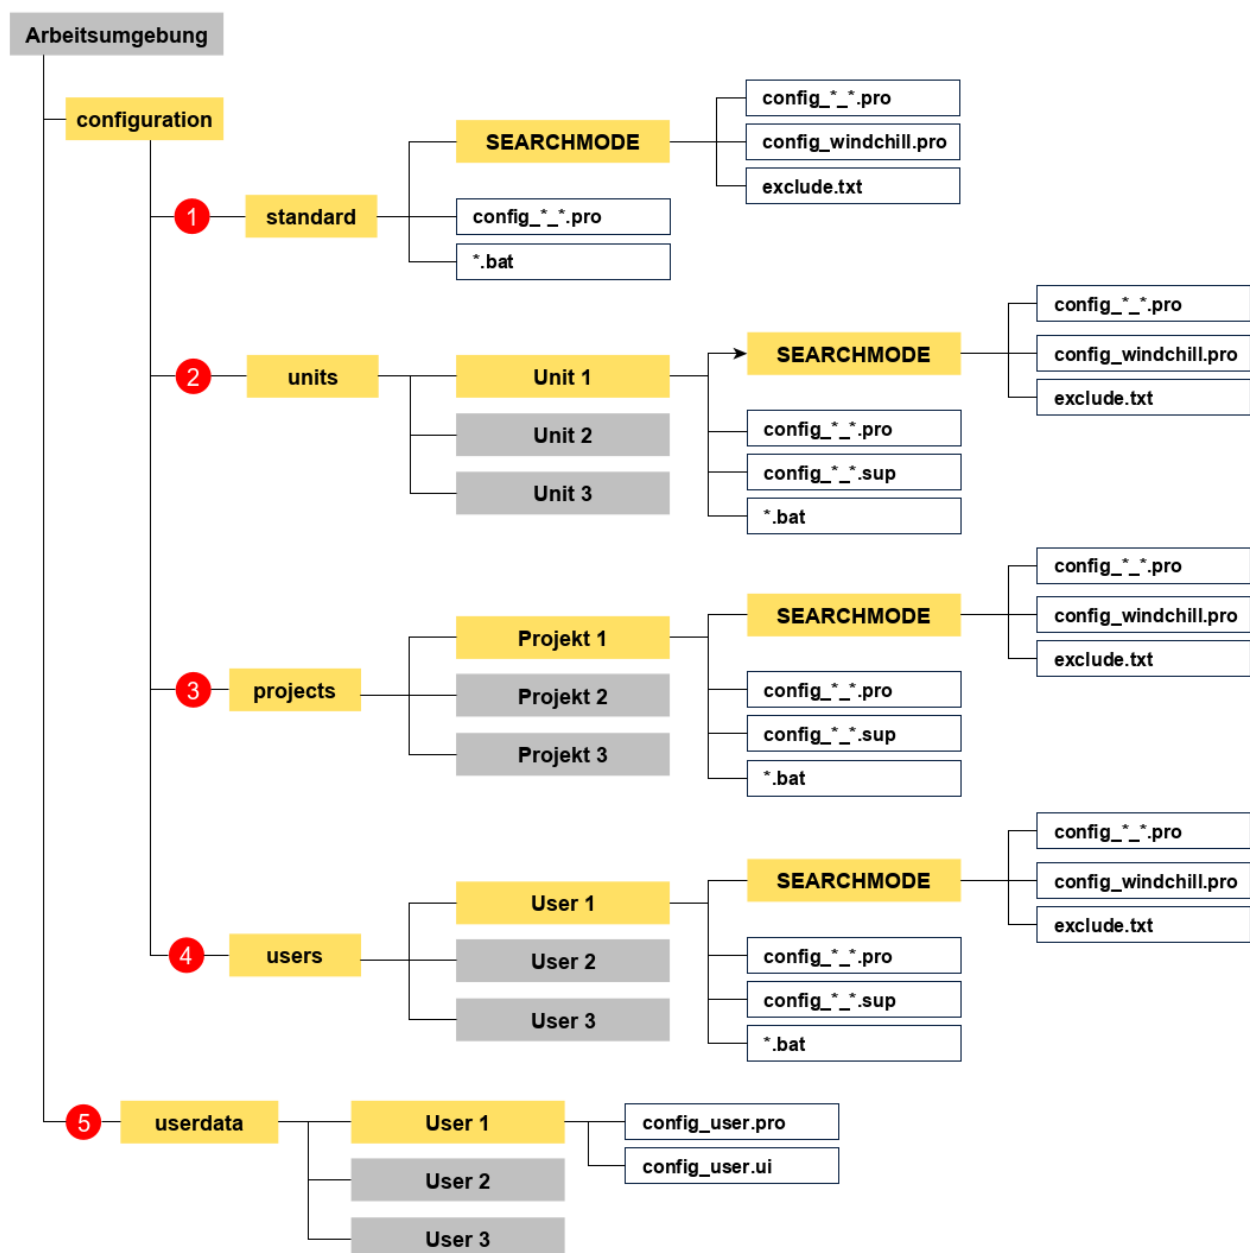 Arbeitsumgebung
configuration
1
standard
SEARCHMODE
config_*_*.pro
config_windchill.pro
exclude.txt
config_*_*.pro
*.bat
2
units
Unit 1
Unit 2
Unit 3
SEARCHMODE
config_*_*.pro
config_windchill.pro
exclude.txt
config_*_*.pro
config_*_*.sup
*.bat
3
projects
Projekt 1
Projekt 2
Projekt 3
SEARCHMODE
config_*_*.pro
config_windchill.pro
exclude.txt
config_*_*.pro
config_*_*.sup
*.bat
4
users
User 1
User 2
User 3
SEARCHMODE
config_*_*.pro
config_windchill.pro
exclude.txt
config_*_*.pro
config_*_*.sup
*.bat
5
userdata
User 1
User 2
User 3
config_user.pro
config_user.ui